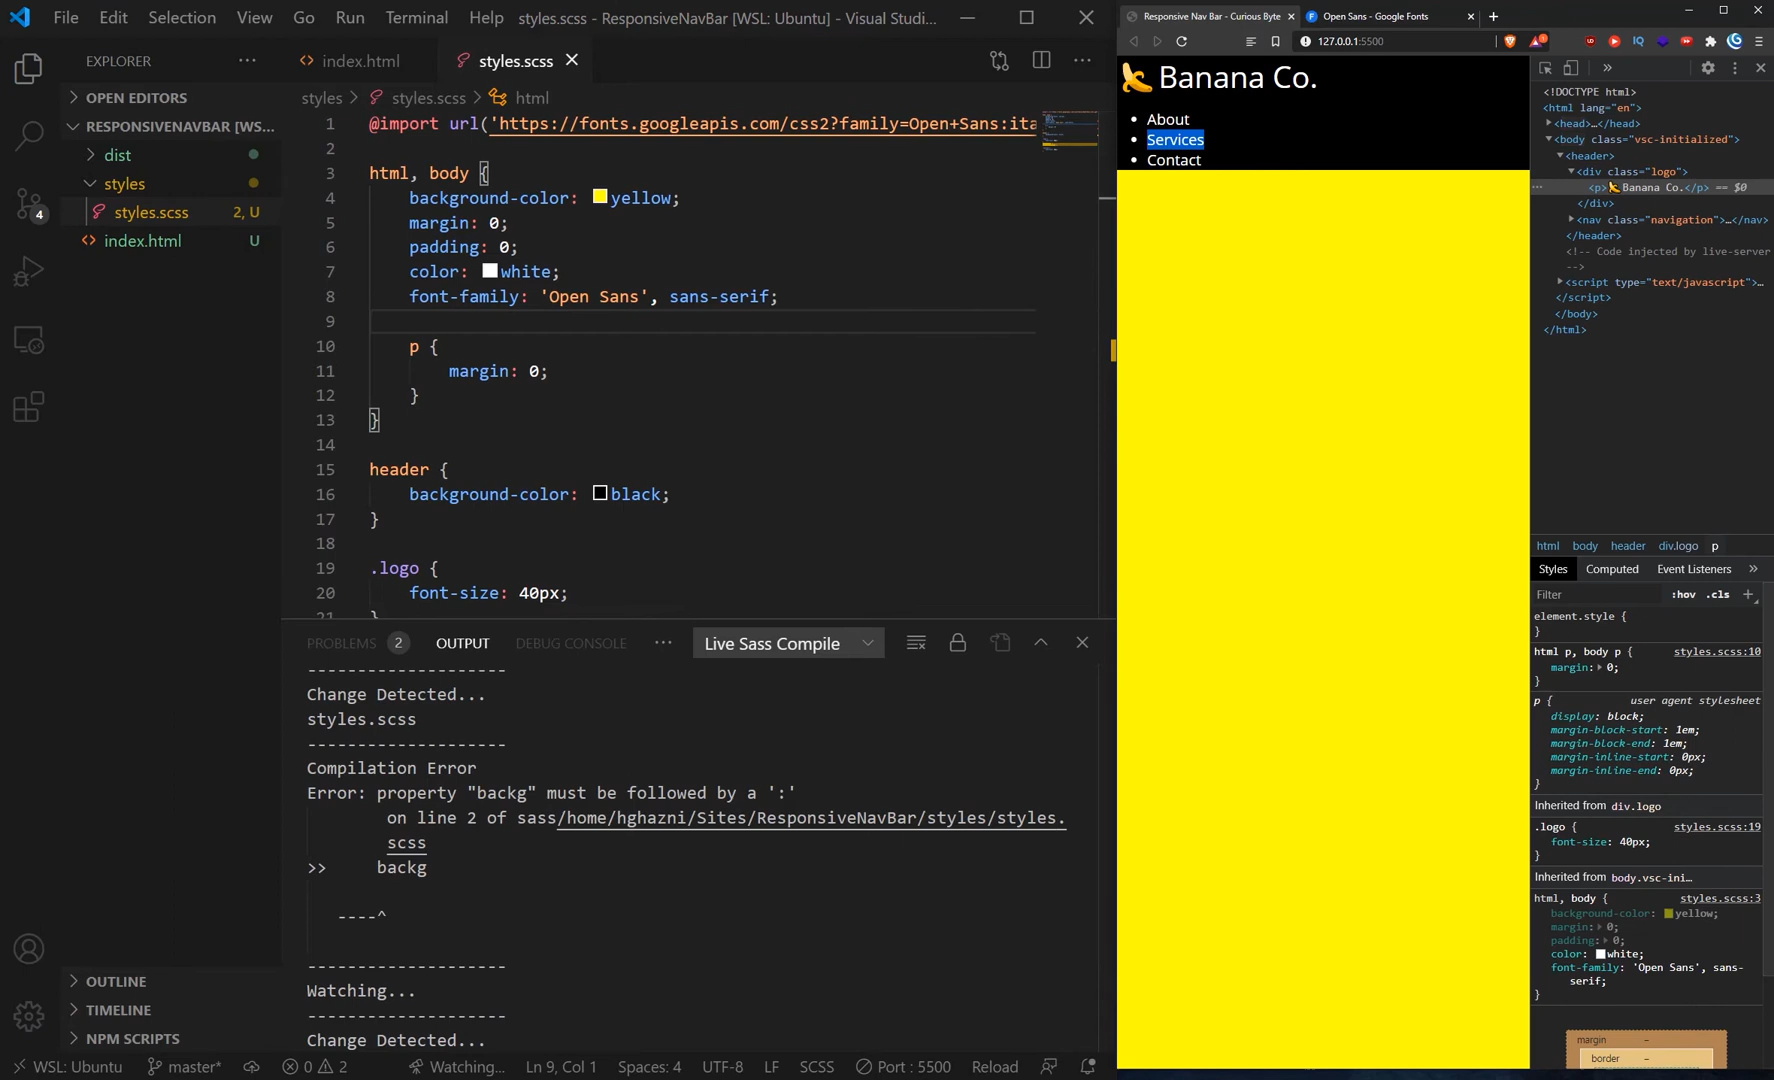 File Edit Selection View Go Run Terminal Help styles.scss - ResponsiveNavBar [WSL: Ubuntu] - Visual Studi...
EXPLORER
OPEN EDITORS
RESPONSIVENAVBAR [WS...
dist
styles
styles.scss 2, U
index.html U
4
OUTLINE
TIMELINE
NPM SCRIPTS
index.html styles.scss
styles > styles.scss > html
1 @import url('https://fonts.googleapis.com/css2?family=Open+Sans:ita
2
3 html, body {
4 background-color: yellow;
5 margin: 0;
6 padding: 0;
7 color: white;
8 font-family: 'Open Sans', sans-serif;
9
10 p {
11 margin: 0;
12 }
13 }
14
15 header {
16 background-color: black;
17 }
18
19 .logo {
20 font-size: 40px;
21 }
PROBLEMS 2 OUTPUT DEBUG CONSOLE ... Live Sass Compile
--------------------
Change Detected...
styles.scss
--------------------
Compilation Error
Error: property "backg" must be followed by a ':'
on line 2 of sass/home/hghazni/Sites/ResponsiveNavBar/styles/styles.
scss
>> backg
----^
--------------------
Watching...
--------------------
Change Detected...
WSL: Ubuntu master* 0 2 Watching... Ln 9, Col 1 Spaces: 4 UTF-8 LF SCSS Port : 5500 Reload
Responsive Nav Bar - Curious Byte Open Sans - Google Fonts
127.0.0.1:5500
Banana Co.
• About
• Services
• Contact
<!DOCTYPE html>
<html lang="en">
<head>…</head>
<body class="vsc-initialized">
<header>
<div class="logo">
<p>🍌 Banana Co.</p> == $0
</div>
<nav class="navigation">…</nav>
</header>
<!-- Code injected by live-server
-->
<script type="text/javascript">…
</script>
</body>
</html>
html body header div.logo p
Styles Computed Event Listeners
Filter :hov .cls +
element.style {
}
html p, body p { styles.scss:10
margin: 0;
}
p { user agent stylesheet
display: block;
margin-block-start: 1em;
margin-block-end: 1em;
margin-inline-start: 0px;
margin-inline-end: 0px;
}
Inherited from div.logo
.logo { styles.scss:19
font-size: 40px;
}
Inherited from body.vsc-ini…
html, body { styles.scss:3
background-color: yellow;
margin: 0;
padding: 0;
color: white;
font-family: 'Open Sans', sans-
serif;
}
margin -
border -